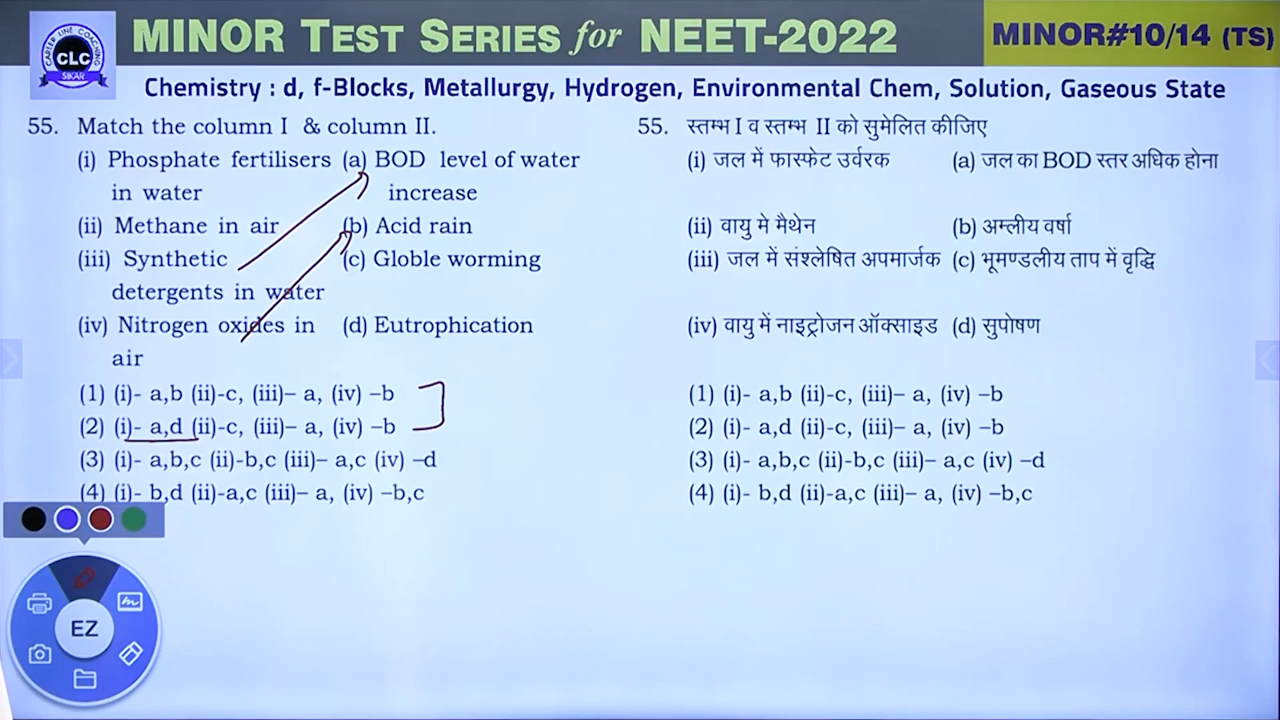 CAREER LINE COACHING
CLC
SIKAR
MINOR TEST SERIES for NEET-2022
MINOR#10/14 (TS)
Chemistry : d, f-Blocks, Metallurgy, Hydrogen, Environmental Chem, Solution, Gaseous State
55. Match the column I & column II.
(i) Phosphate fertilisers (a) BOD level of water
in water increase
(ii) Methane in air (b) Acid rain
(iii) Synthetic (c) Globle worming
detergents in water
(iv) Nitrogen oxides in (d) Eutrophication
air
(1) (i)- a,b (ii)-c, (iii)– a, (iv) –b
(2) (i)- a,d (ii)-c, (iii)– a, (iv) –b
(3) (i)- a,b,c (ii)-b,c (iii)– a,c (iv) –d
(4) (i)- b,d (ii)-a,c (iii)– a, (iv) –b,c
55. स्तम्भ I व स्तम्भ II को सुमेलित कीजिए
(i) जल में फास्फेट उर्वरक (a) जल का BOD स्तर अधिक होना
(ii) वायु मे मैथेन (b) अम्लीय वर्षा
(iii) जल में संश्लेषित अपमार्जक (c) भूमण्डलीय ताप में वृद्धि
(iv) वायु में नाइट्रोजन ऑक्साइड (d) सुपोषण
(1) (i)- a,b (ii)-c, (iii)– a, (iv) –b
(2) (i)- a,d (ii)-c, (iii)– a, (iv) –b
(3) (i)- a,b,c (ii)-b,c (iii)– a,c (iv) –d
(4) (i)- b,d (ii)-a,c (iii)– a, (iv) –b,c
EZ